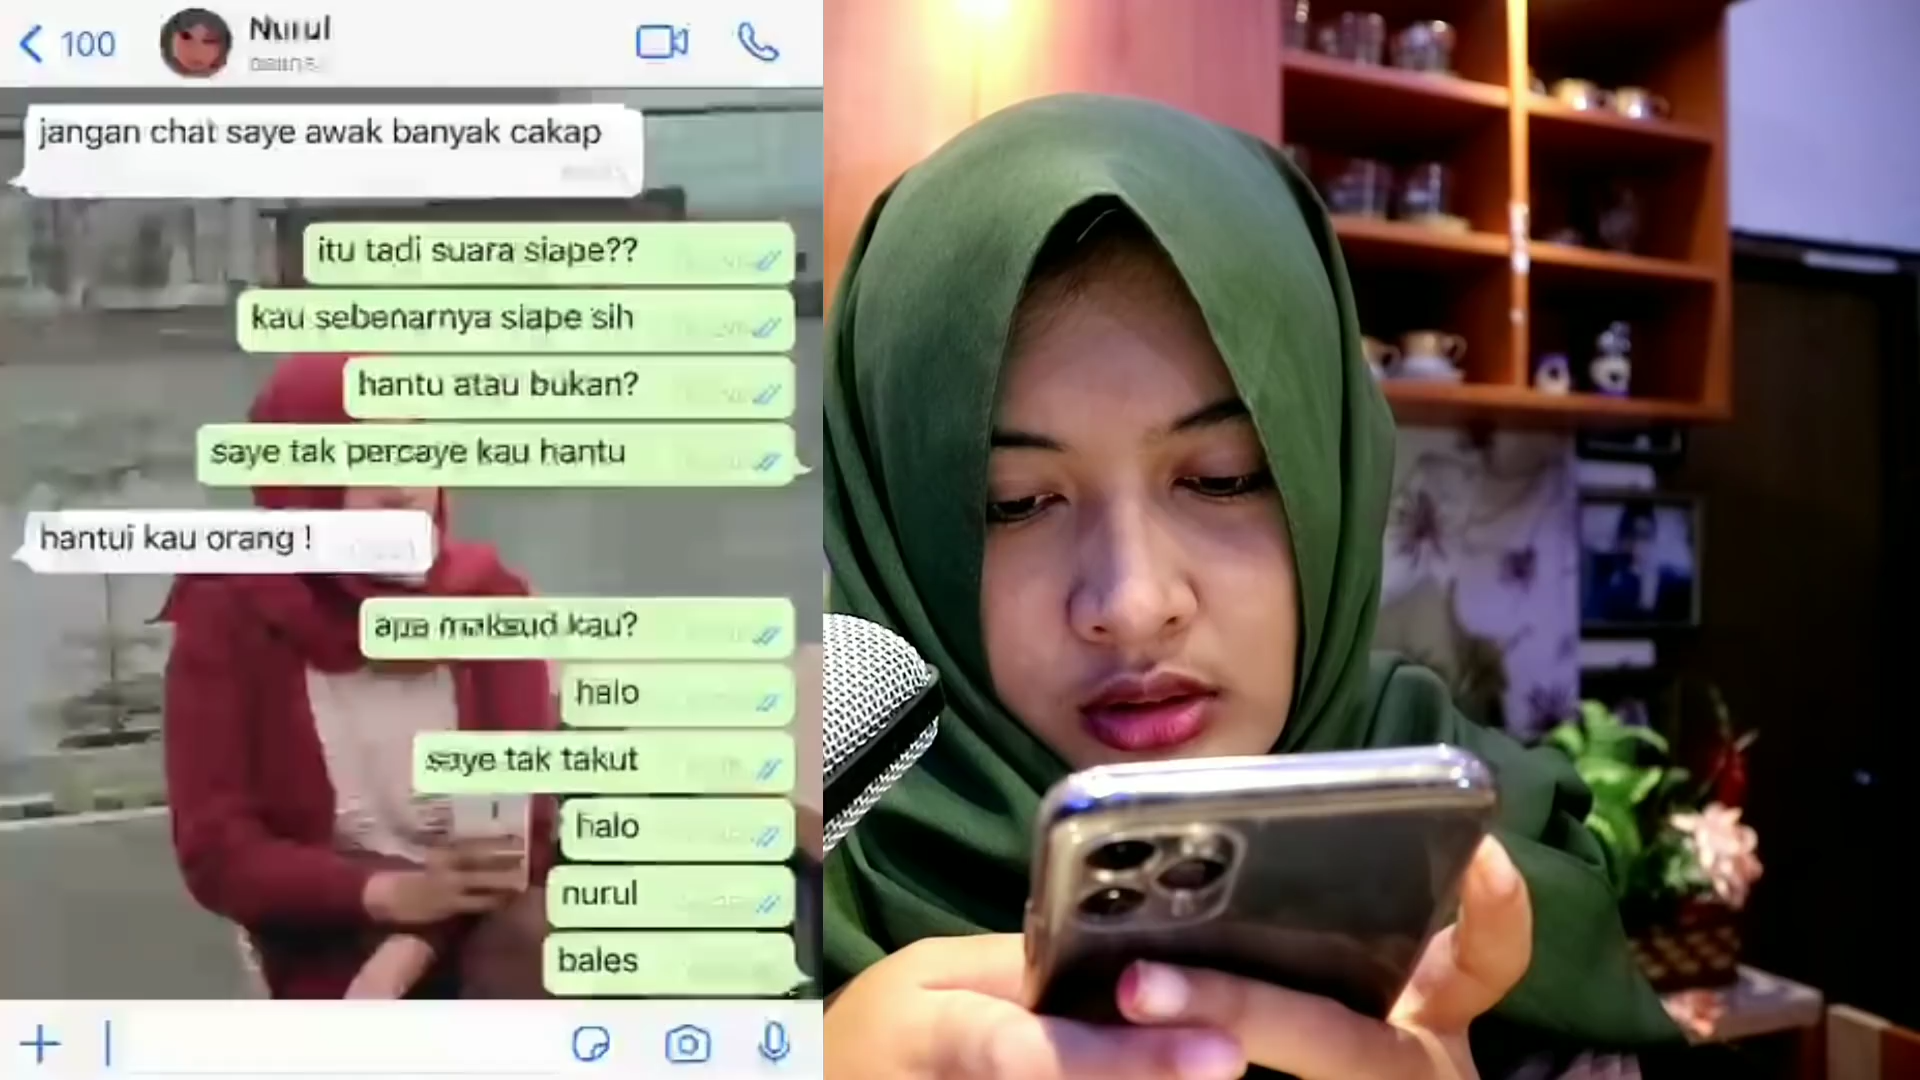 100
Nurul
jangan chat saye awak banyak cakap
itu tadi suara siape??
kau sebenarnya siape sih
hantu atau bukan?
saye tak percaye kau hantu
hantui kau orang !
apa maksud kau?
halo
saye tak takut
halo
nurul
bales